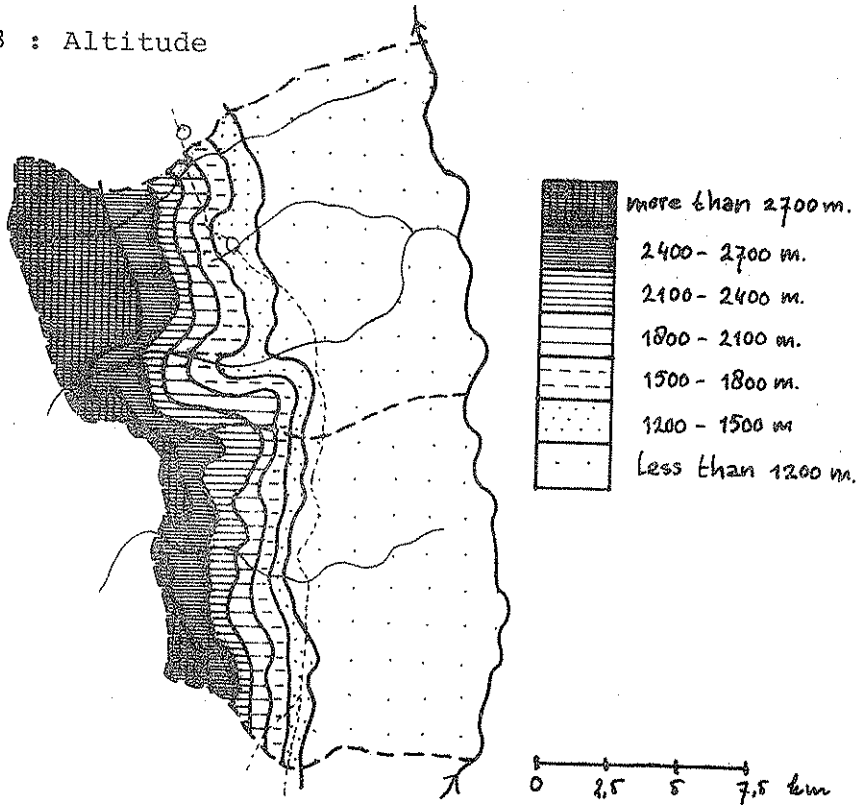 : Altitude
more than 2700 m.
2400 - 2700 m.
2100 - 2400 m.
1800 - 2100 m.
1500 - 1800 m.
1200 - 1500 m
Less than 1200 m.
0 2,5 5 7,5 km